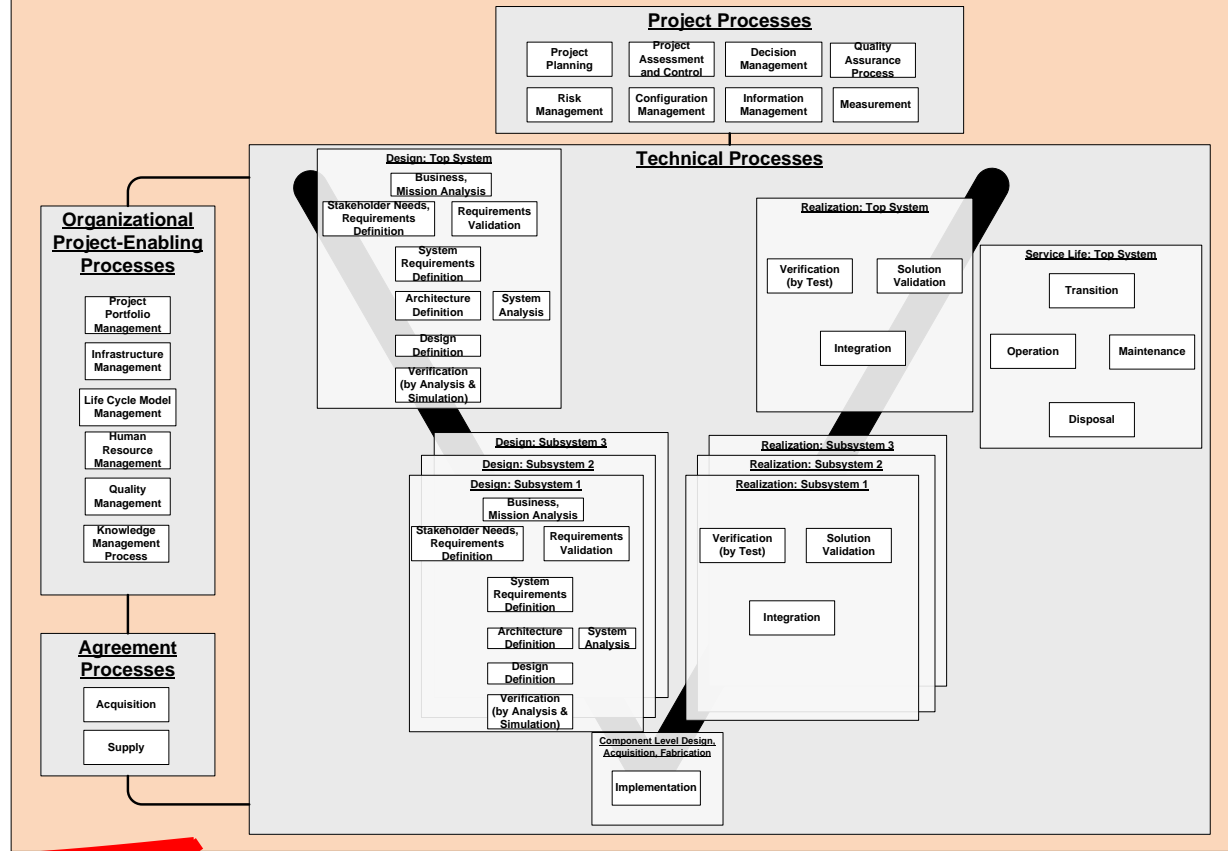 Project Processes
Project
Planning
Project
Assessment
and Control
Decision
Management
Quality
Assurance
Process
Risk
Management
Configuration
Management
Information
Management
Measurement
Technical Processes
Organizational
Project-Enabling
Processes
Project
Portfolio
Management
Infrastructure
Management
Life Cycle Model
Management
Human
Resource
Management
Quality
Management
Knowledge
Management
Process
Agreement
Processes
Acquisition
Supply
Design: Top System
Business,
Mission Analysis
Stakeholder Needs,
Requirements
Definition
Requirements
Validation
System
Requirements
Definition
Architecture
Definition
System
Analysis
Design
Definition
Verification
(by Analysis &
Simulation)
Realization: Top System
Verification
(by Test)
Solution
Validation
Integration
Service Life: Top System
Transition
Operation
Maintenance
Disposal
Design: Subsystem 3
Design: Subsystem 2
Design: Subsystem 1
Business,
Mission Analysis
Stakeholder Needs,
Requirements
Definition
Requirements
Validation
System
Requirements
Definition
Architecture
Definition
System
Analysis
Design
Definition
Verification
(by Analysis &
Simulation)
Realization: Subsystem 3
Realization: Subsystem 2
Realization: Subsystem 1
Verification
(by Test)
Solution
Validation
Integration
Component Level Design,
Acquisition, Fabrication
Implementation